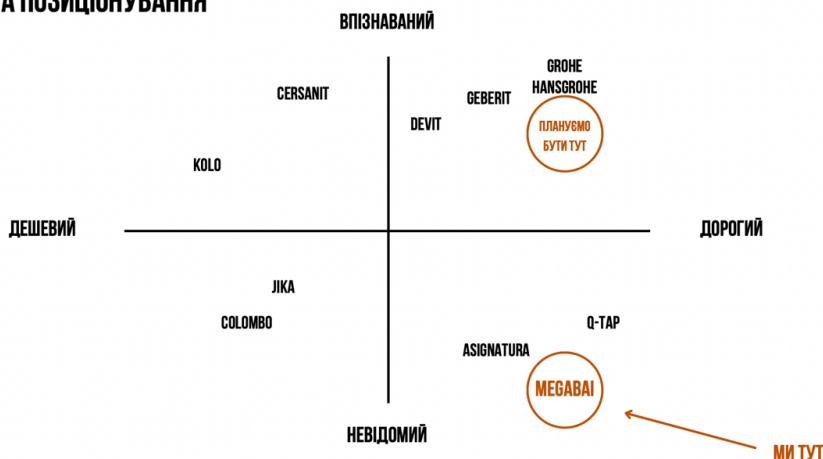 А ПОЗИЦІОНУВАННЯ
ВПІЗНАВАНИЙ
GROHE
HANSGROHE
CERSANIT
GEBERIT
DEVIT
ПЛАНУЄМО
БУТИ ТУТ
KOLO
ДЕШЕВИЙ
ДОРОГИЙ
JIKA
COLOMBO
Q-TAP
ASIGNATURA
MEGABAI
НЕВІДОМИЙ
МИ ТУТ